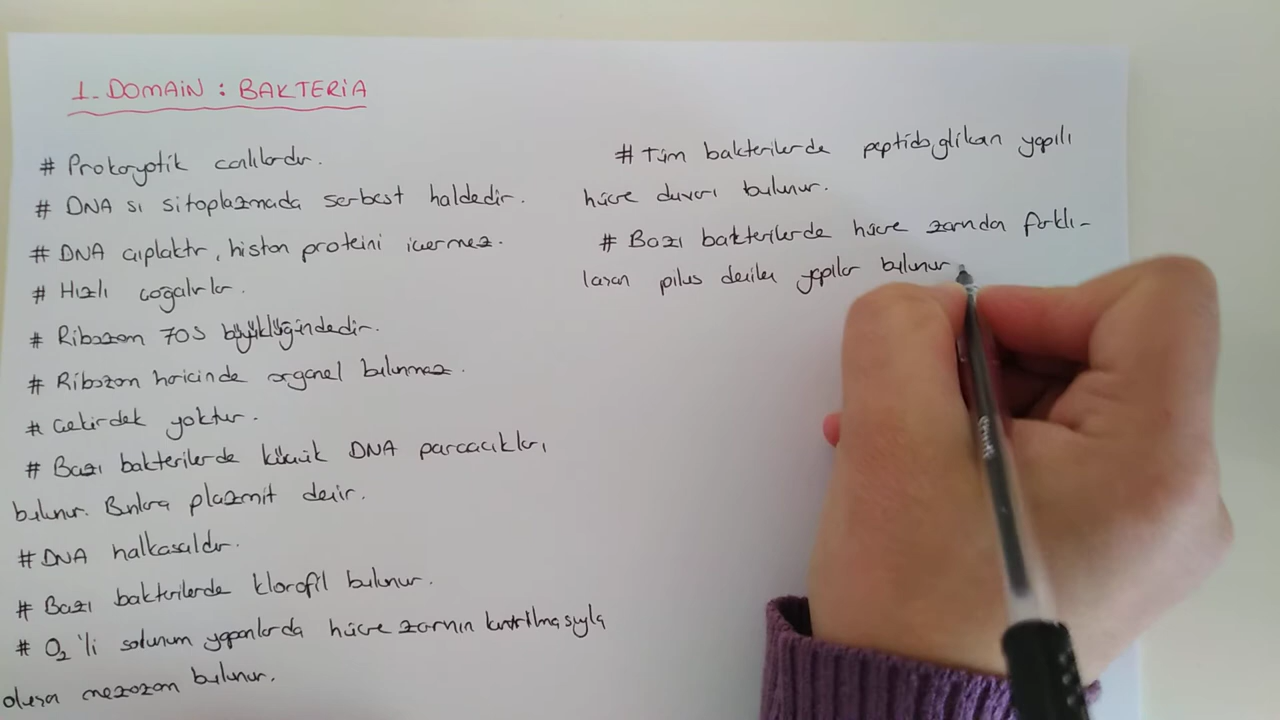 1. DOMAIN : BAKTERİA
# Prokaryotik canlılardır.
# DNA sı sitoplazmada serbest haldedir.
# DNA çıplaktır, histon proteini içermez.
# Hızlı çoğalırlar.
# Ribozom 70S büyüklüğündedir.
# Ribozom haricinde organel bulunmaz.
# Çekirdek yoktur.
# Bazı bakterilerde küçük DNA parçacıkları
bulunur. Bunlara plazmit denir.
# DNA halkasaldır.
# Bazı bakterilerde klorofil bulunur.
# O₂'li solunum yapanlarda hücre zarının kıvrılmasıyla
oluşan mezozom bulunur.
# Tüm bakterilerde peptidoglikan yapılı
hücre duvarı bulunur.
# Bazı bakterilerde hücre zarında farklı-
laşan pilus denilen yapılar bulunur